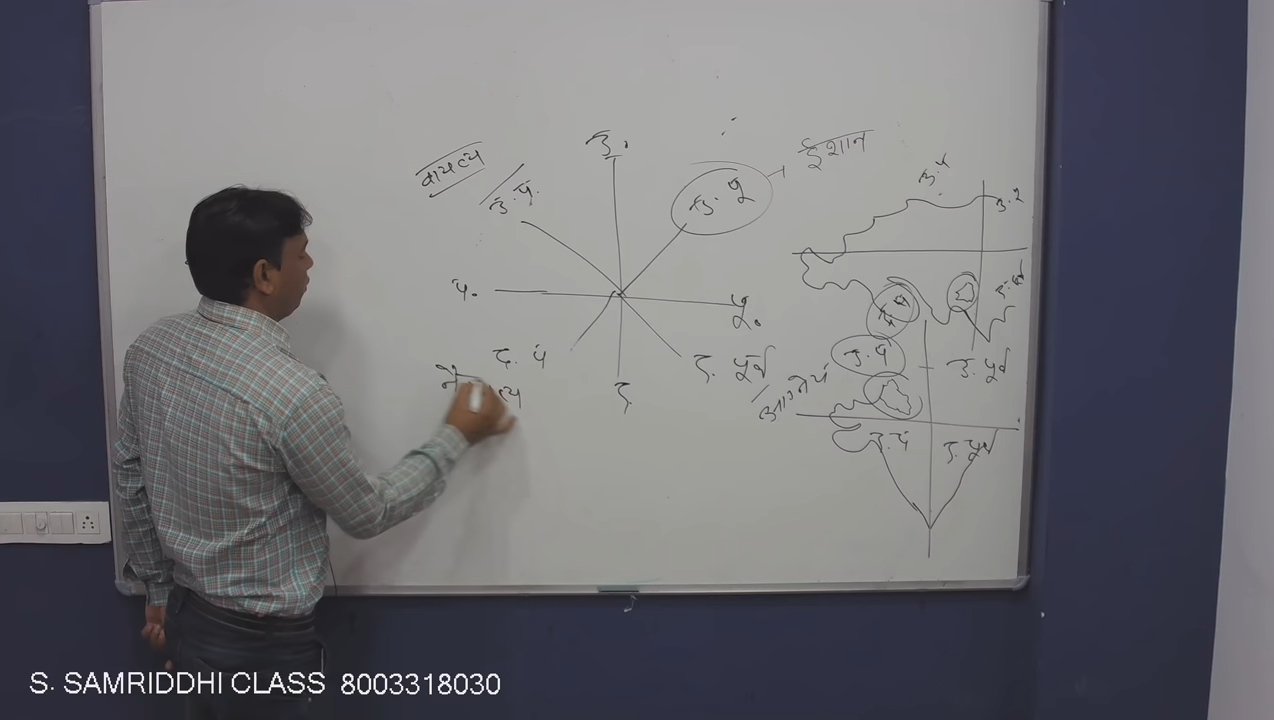 उ.
वायव्य
ईशान
उ. प.
उ. पू
प.
पू.
द. पं
द. पूर्व
द.
आग्नेयं
उ. पं
उ. पूर्व
द. पं
द. पूर्व
S. SAMRIDDHI CLASS 8003318030